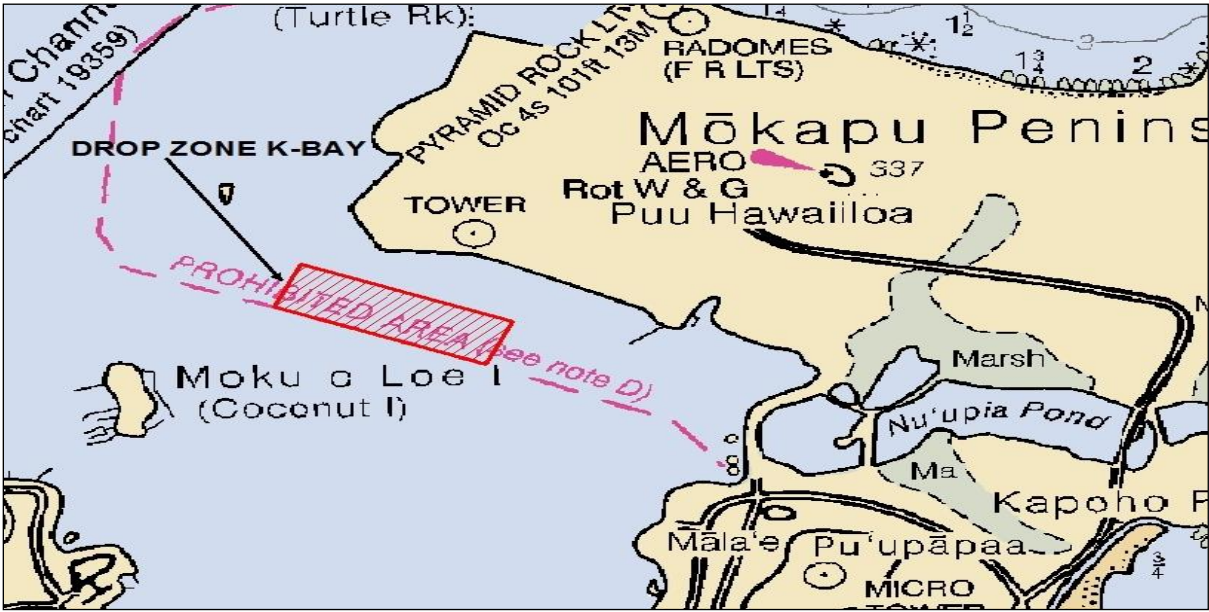 (Turtle Rk)
Channe
chart 19359)
PYRAMID ROCK LT
Oc 4s 101ft 13M
RADOMES
(F R LTS)
1½
3
1¾
2
Mōkapu Penins
DROP ZONE K-BAY
AERO
Rot W & G
337
Puu Hawaiiloa
TOWER
PROHIBITED AREA (see note D)
Moku o Loe I
(Coconut I)
Marsh
Nu'upia Pond
Ma
Kapoho P
Māla'e
Pu'upāpaa
MICRO
TOWER
¾